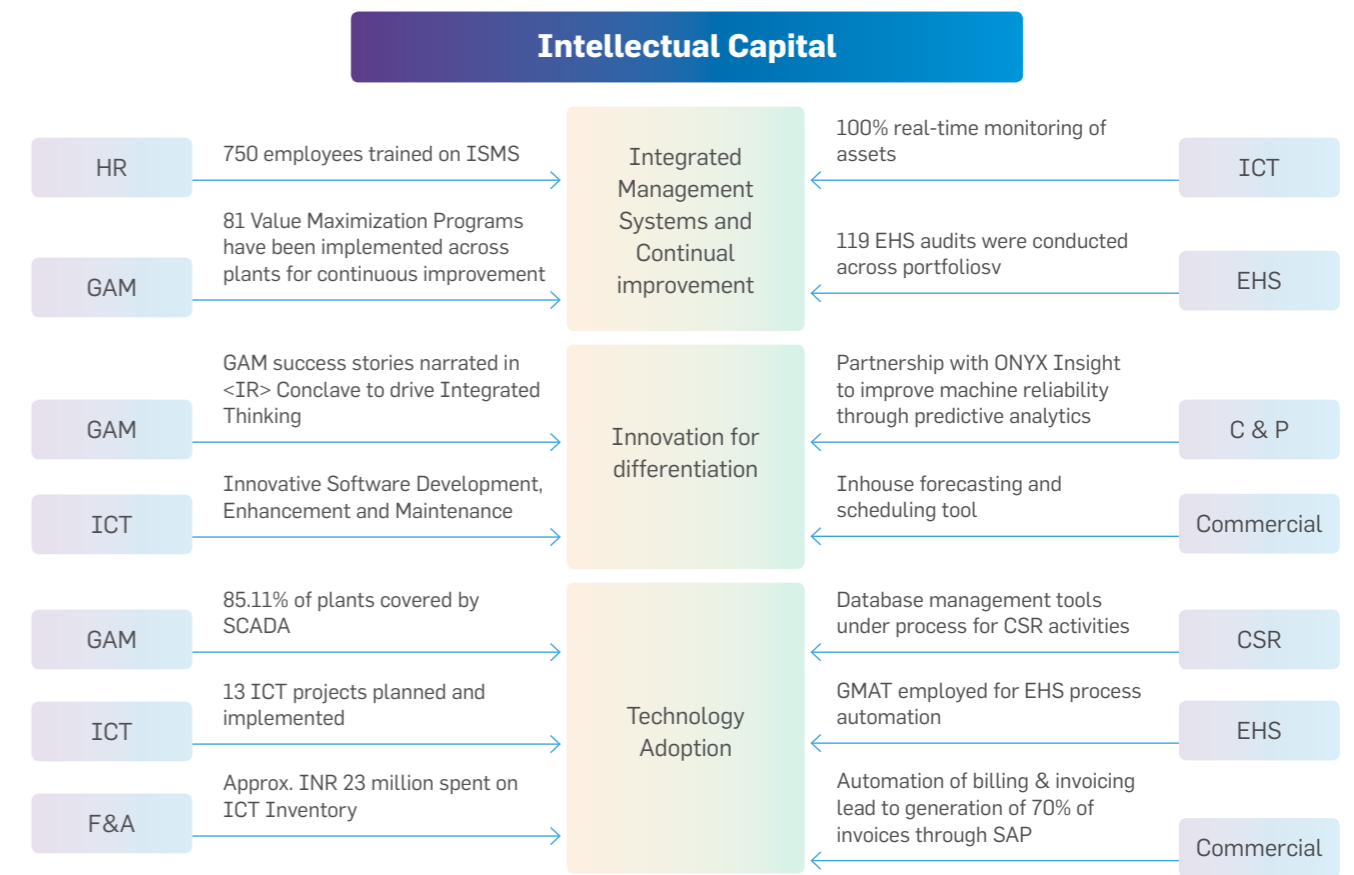 Intellectual Capital
HR
750 employees trained on ISMS
GAM
81 Value Maximization Programs
have been implemented across
plants for continuous improvement
Integrated
Management
Systems and
Continual
improvement
100% real-time monitoring of
assets
ICT
119 EHS audits were conducted
across portfoliosv
EHS
GAM
GAM success stories narrated in
<IR> Conclave to drive Integrated
Thinking
ICT
Innovative Software Development,
Enhancement and Maintenance
Innovation for
differentiation
Partnership with ONYX Insight
to improve machine reliability
through predictive analytics
C & P
Inhouse forecasting and
scheduling tool
Commercial
GAM
85.11% of plants covered by
SCADA
ICT
13 ICT projects planned and
implemented
F&A
Approx. INR 23 million spent on
ICT Inventory
Technology
Adoption
Database management tools
under process for CSR activities
CSR
GMAT employed for EHS process
automation
EHS
Automation of billing & invoicing
lead to generation of 70% of
invoices through SAP
Commercial